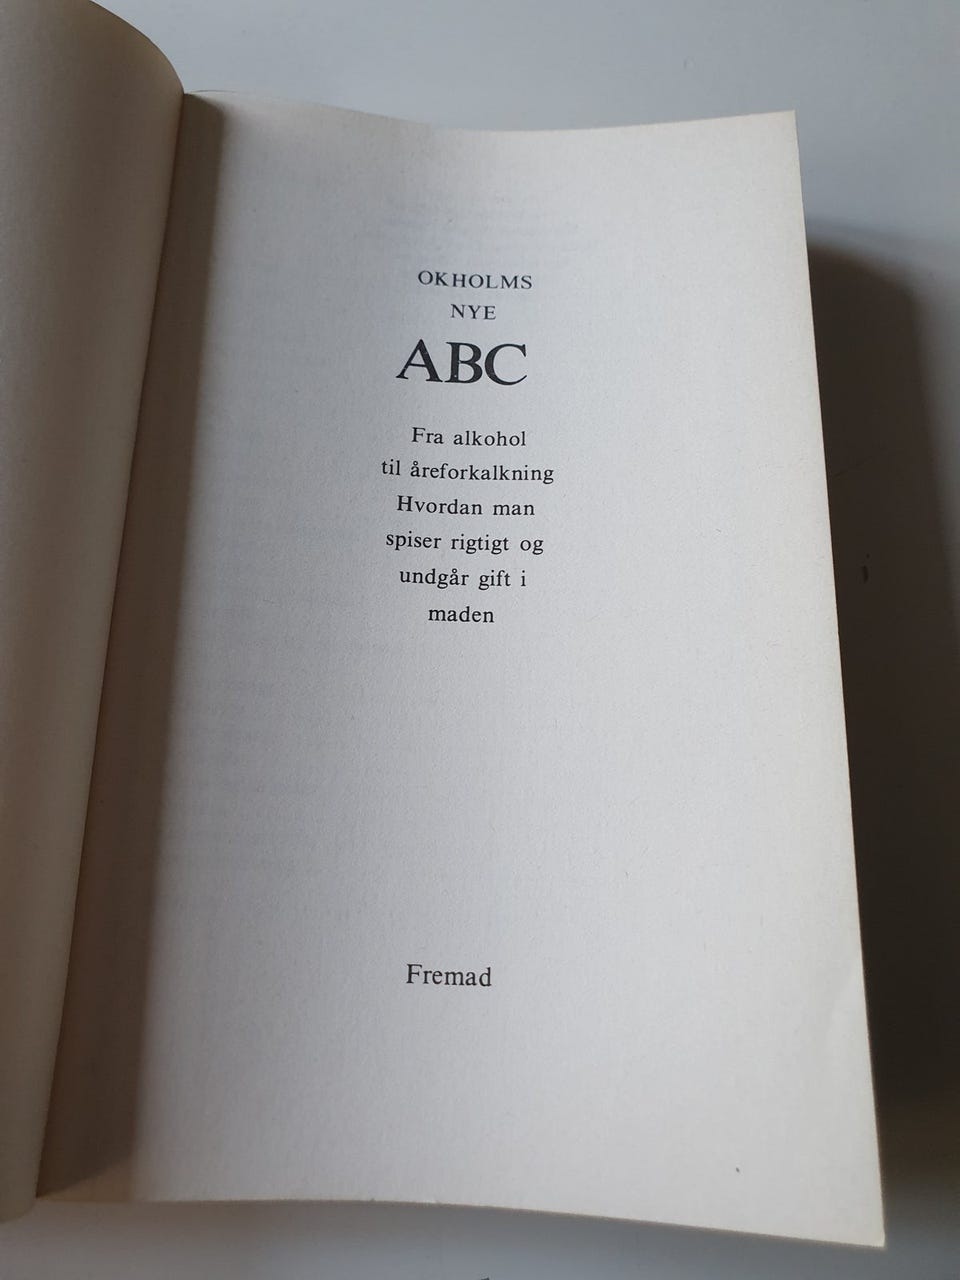 OKHOLMS
NYE
ABC
Fra alkohol
til åreforkalkning
Hvordan man
spiser rigtigt og
undgår gift i
maden
Fremad